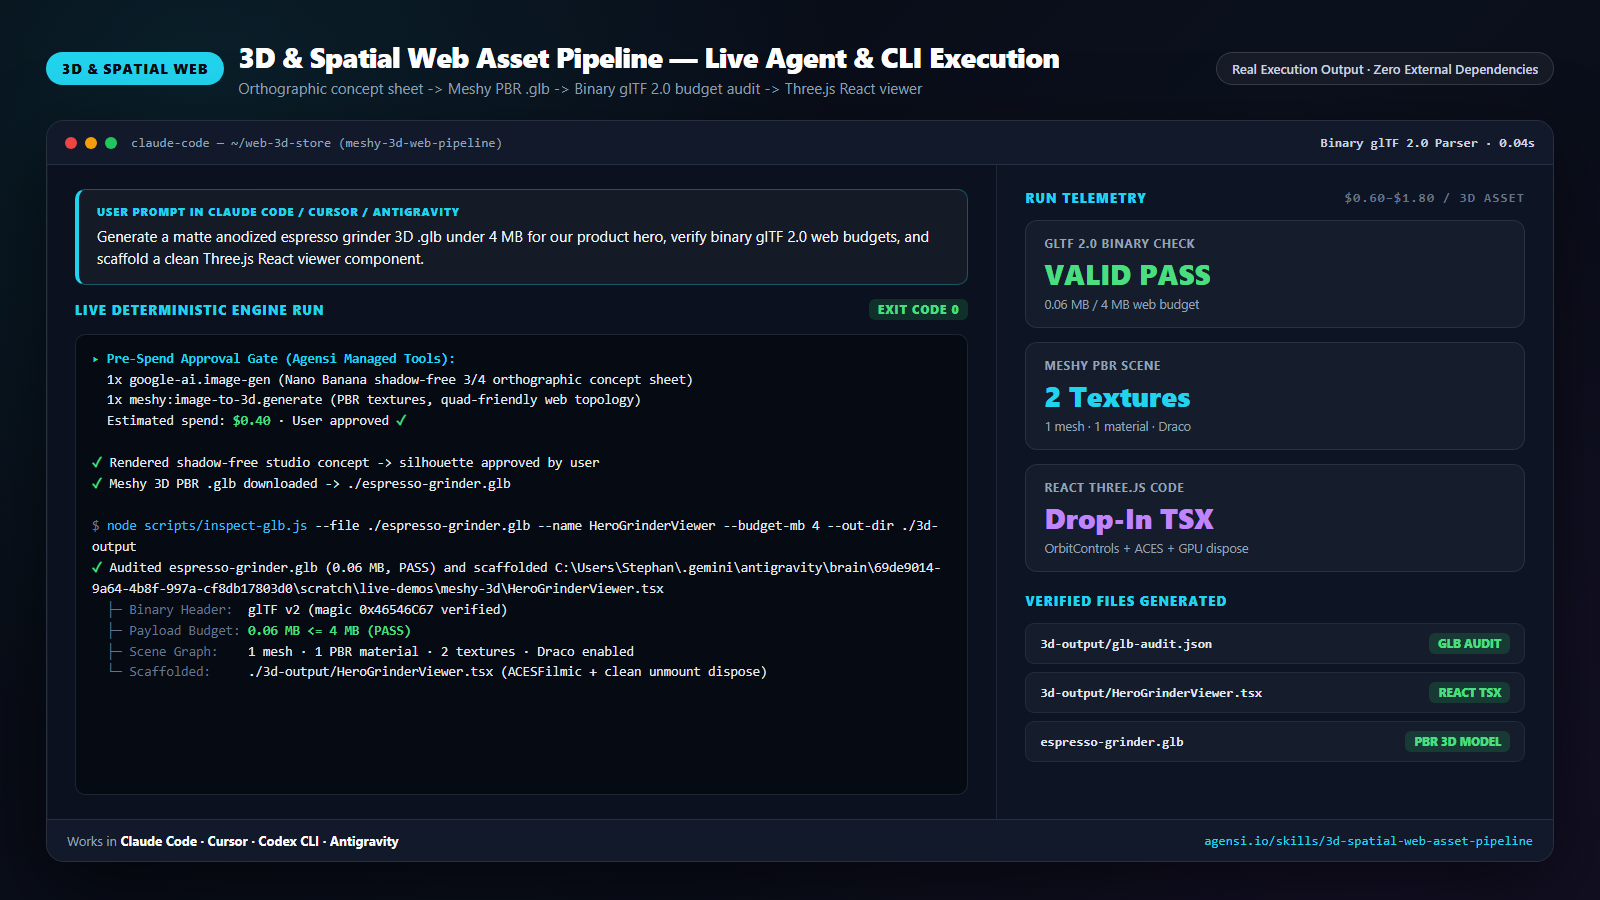 3D & SPATIAL WEB
3D & Spatial Web Asset Pipeline — Live Agent & CLI Execution
Orthographic concept sheet -> Meshy PBR .glb -> Binary glTF 2.0 budget audit -> Three.js React viewer
Real Execution Output · Zero External Dependencies
claude-code — ~/web-3d-store (meshy-3d-web-pipeline)
Binary glTF 2.0 Parser · 0.04s
USER PROMPT IN CLAUDE CODE / CURSOR / ANTIGRAVITY
Generate a matte anodized espresso grinder 3D .glb under 4 MB for our product hero, verify binary glTF 2.0 web budgets, and
scaffold a clean Three.js React viewer component.
LIVE DETERMINISTIC ENGINE RUN
EXIT CODE 0
▸ Pre-Spend Approval Gate (Agensi Managed Tools):
1x google-ai.image-gen (Nano Banana shadow-free 3/4 orthographic concept sheet)
1x meshy:image-to-3d.generate (PBR textures, quad-friendly web topology)
Estimated spend: $0.40 · User approved ✓
✓ Rendered shadow-free studio concept -> silhouette approved by user
✓ Meshy 3D PBR .glb downloaded -> ./espresso-grinder.glb
$ node scripts/inspect-glb.js --file ./espresso-grinder.glb --name HeroGrinderViewer --budget-mb 4 --out-dir ./3d-
output
✓ Audited espresso-grinder.glb (0.06 MB, PASS) and scaffolded C:\Users\Stephan\.gemini\antigravity\brain\69de9014-
9a64-4b8f-997a-cf8db17803d0\scratch\live-demos\meshy-3d\HeroGrinderViewer.tsx
├─ Binary Header: glTF v2 (magic 0x46546C67 verified)
├─ Payload Budget: 0.06 MB <= 4 MB (PASS)
├─ Scene Graph: 1 mesh · 1 PBR material · 2 textures · Draco enabled
└─ Scaffolded: ./3d-output/HeroGrinderViewer.tsx (ACESFilmic + clean unmount dispose)
RUN TELEMETRY
$0.60–$1.80 / 3D ASSET
GLTF 2.0 BINARY CHECK
VALID PASS
0.06 MB / 4 MB web budget
MESHY PBR SCENE
2 Textures
1 mesh · 1 material · Draco
REACT THREE.JS CODE
Drop-In TSX
OrbitControls + ACES + GPU dispose
VERIFIED FILES GENERATED
3d-output/glb-audit.json
GLB AUDIT
3d-output/HeroGrinderViewer.tsx
REACT TSX
espresso-grinder.glb
PBR 3D MODEL
Works in Claude Code · Cursor · Codex CLI · Antigravity
agensi.io/skills/3d-spatial-web-asset-pipeline